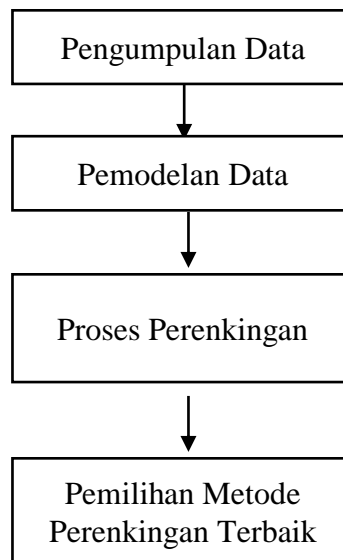 Pengumpulan Data
Pemodelan Data
Proses Perenkingan
Pemilihan Metode
Perenkingan Terbaik